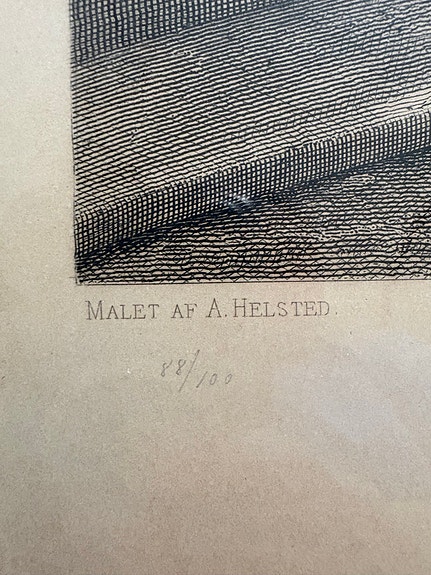 MALET AF A. HELSTED.
88/100